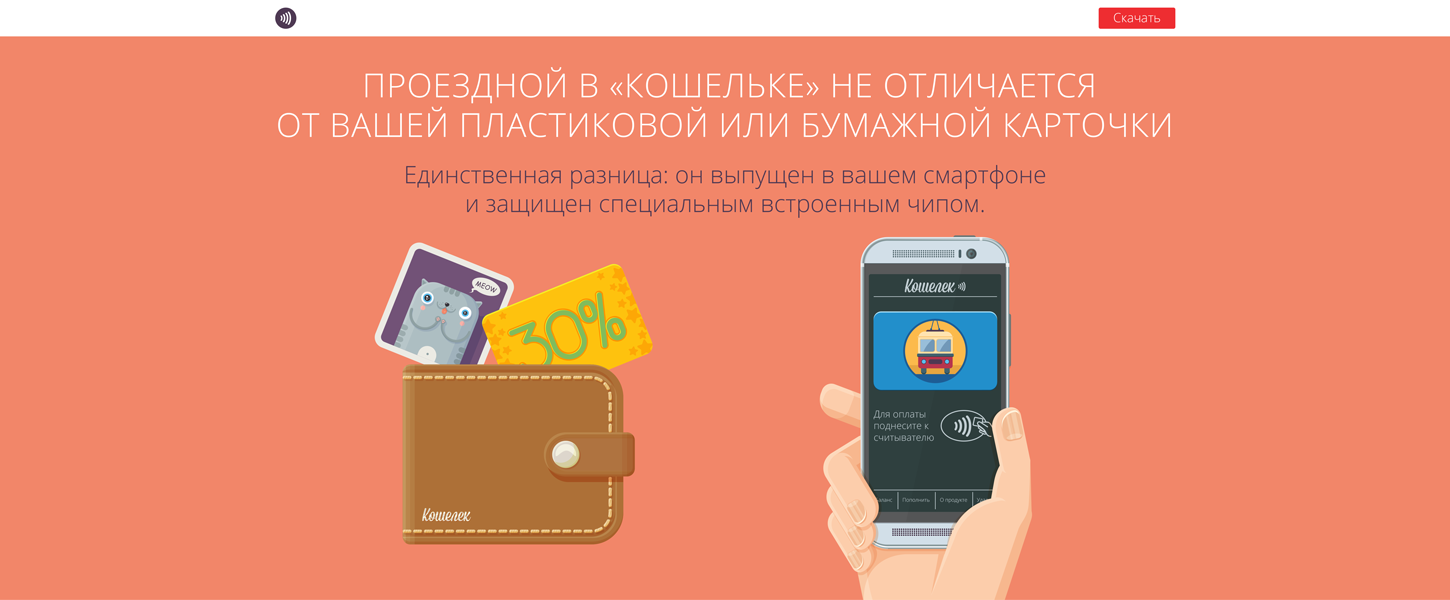 Скачать
ПРОЕЗДНОЙ В «КОШЕЛЬКЕ» НЕ ОТЛИЧАЕТСЯ
ОТ ВАШЕЙ ПЛАСТИКОВОЙ ИЛИ БУМАЖНОЙ КАРТОЧКИ
Единственная разница: он выпущен в вашем смартфоне
и защищен специальным встроенным чипом.
MEOW
30%
Кошелек
Кошелек
Для оплаты
поднесите к
считывателю
Пополнить О продукте